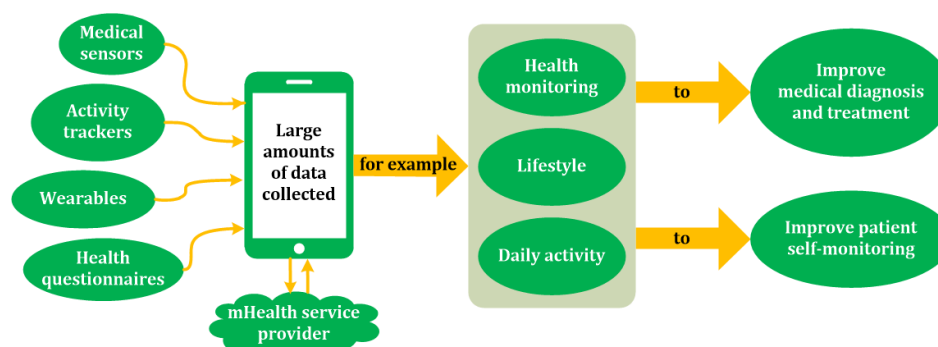 Medical
sensors
Activity
trackers
Wearables
Health
questionnaires
Large
amounts
of data
collected
mHealth service
provider
for example
Health
monitoring
Lifestyle
Daily activity
to
Improve
medical diagnosis
and treatment
to
Improve patient
self-monitoring